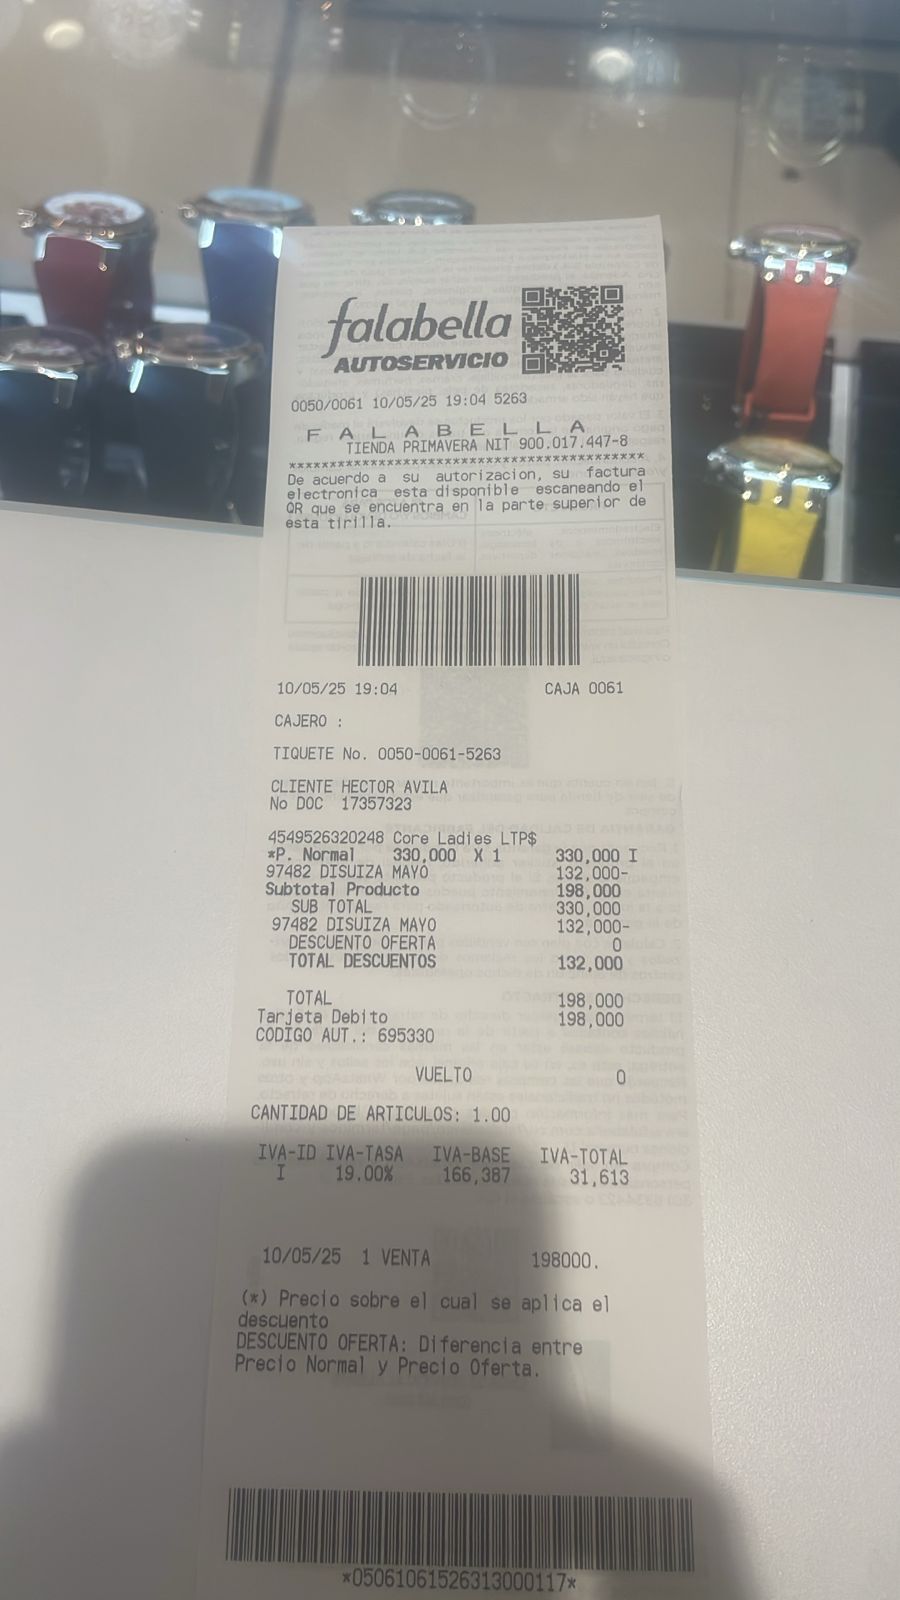 falabella
AUTOSERVICIO
0050/0061 10/05/25 19:04 5263
F A L A B E L L A
TIENDA PRIMAVERA NIT 900.017.447-8
******************************************
De acuerdo a su autorizacion, su factura
electronica esta disponible escaneando el
QR que se encuentra en la parte superior de
esta tirilla.
10/05/25 19:04 CAJA 0061
CAJERO :
TIQUETE No. 0050-0061-5263
CLIENTE HECTOR AVILA
No DOC 17357323
4549526320248 Core Ladies LTP$
*P. Normal 330,000 X 1 330,000 I
97482 DISUIZA MAYO 132,000-
Subtotal Producto 198,000
SUB TOTAL 330,000
97482 DISUIZA MAYO 132,000-
DESCUENTO OFERTA 0
TOTAL DESCUENTOS 132,000
TOTAL 198,000
Tarjeta Debito 198,000
CODIGO AUT.: 695330
VUELTO 0
CANTIDAD DE ARTICULOS: 1.00
IVA-ID IVA-TASA IVA-BASE IVA-TOTAL
I 19.00% 166,387 31,613
10/05/25 1 VENTA 198000.
(*) Precio sobre el cual se aplica el
descuento
DESCUENTO OFERTA: Diferencia entre
Precio Normal y Precio Oferta.
*05061061526313000117*